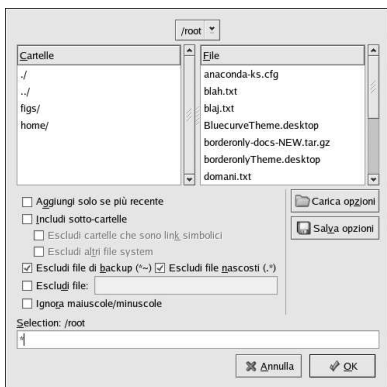 /root
Cartelle
File
./
../
figs/
home/
anaconda-ks.cfg
blah.txt
blaj.txt
BluecurveTheme.desktop
borderonly-docs-NEW.tar.gz
borderonlyTheme.desktop
domani.txt
Aggiungi solo se più recente
Includi sotto-cartelle
Escludi cartelle che sono link simbolici
Escludi altri file system
Escludi file di backup (*~) Escludi file nascosti (.*)
Escludi file:
Ignora maiuscole/minuscole
Carica opzioni
Salva opzioni
Selection: /root
*
Annulla
OK